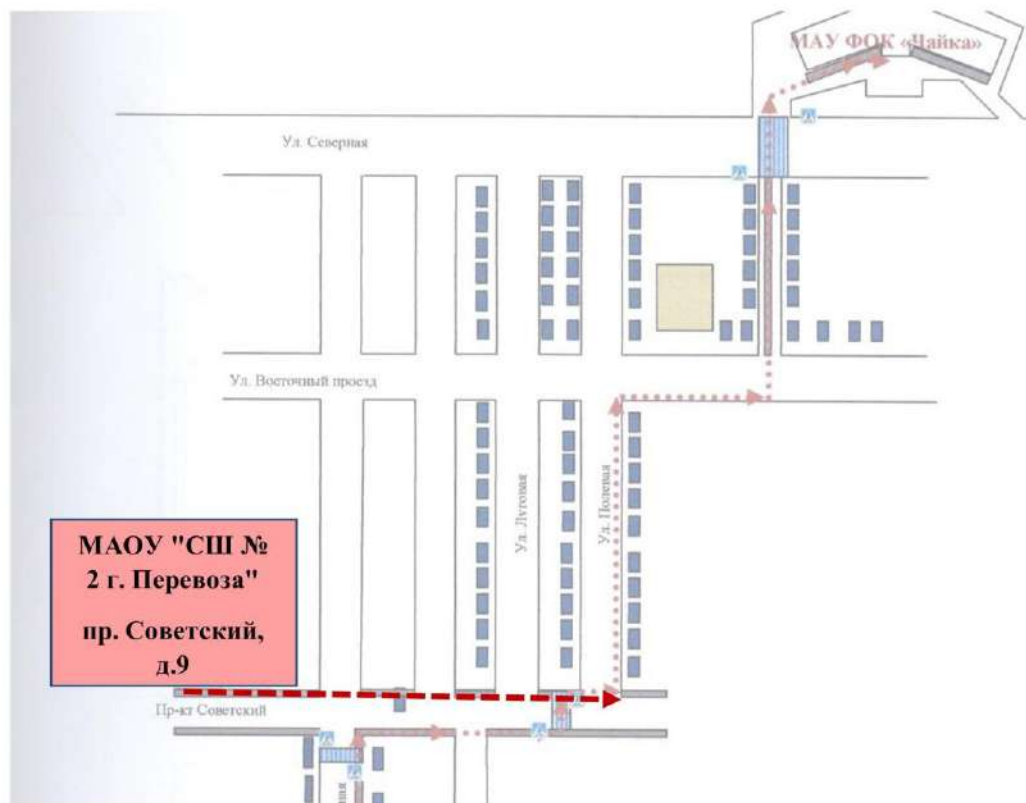 МАУ ФОК «Чайка»
Ул. Северная
Ул. Восточный проезд
Ул. Луговая
Ул. Полевая
МАОУ "СШ №
2 г. Перевоза"
пр. Советский,
д.9
Пр-кт Советский